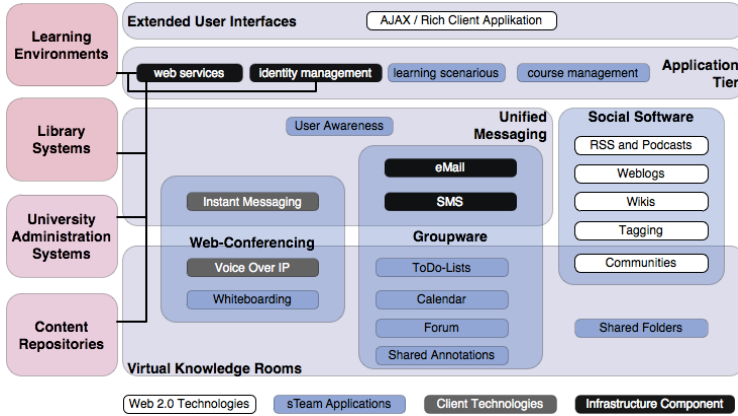 Learning
Environments
Library
Systems
University
Administration
Systems
Content
Repositories
Extended User Interfaces
AJAX / Rich Client Applikation
web services
identity management
learning scenarious
course management
Application
Tier
User Awareness
Unified
Messaging
Social Software
RSS and Podcasts
Weblogs
Wikis
Tagging
Communities
eMail
SMS
Groupware
ToDo-Lists
Calendar
Forum
Shared Annotations
Instant Messaging
Web-Conferencing
Voice Over IP
Whiteboarding
Shared Folders
Virtual Knowledge Rooms
Web 2.0 Technologies
sTeam Applications
Client Technologies
Infrastructure Component